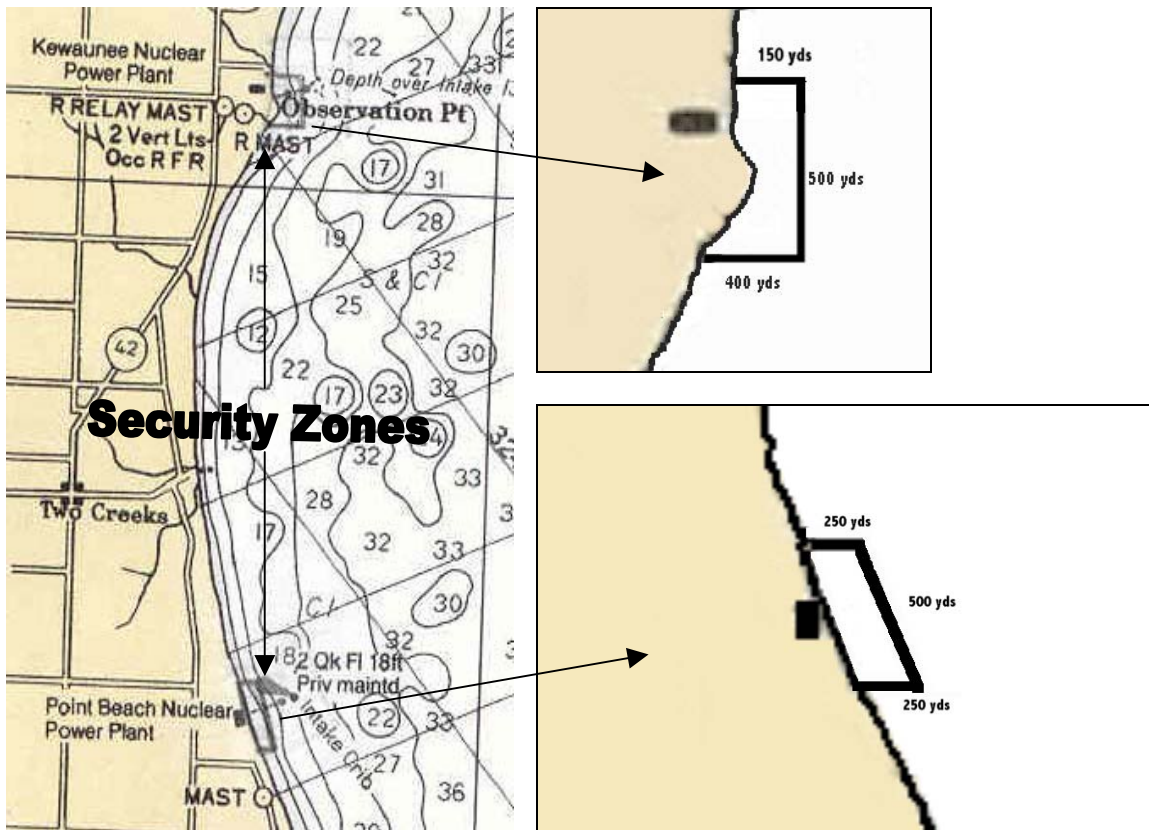 Kewaunee Nuclear
Power Plant
22
27
33
Depth over Intake
R RELAY MAST
Observation Pt
2 Vert Lts
Occ R F R
R MAST
17
31
28
19
32
15
S & Cl
25
12
32
42
30
22
17
23
32
Security Zones
32
33
28
Two Creeks
17
32
33
Cl
30
32
18
2 Qk Fl 18ft
Priv maintd
Point Beach Nuclear
Power Plant
Intake Crib
22
33
27
MAST
36
150 yds
500 yds
400 yds
250 yds
500 yds
250 yds